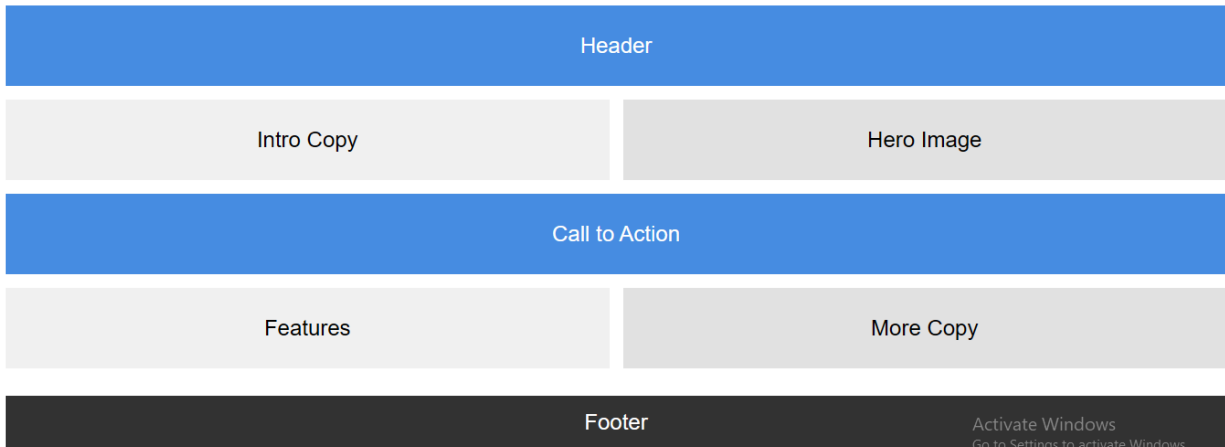 Header
Intro Copy
Hero Image
Call to Action
Features
More Copy
Footer
Activate Windows
Go to Settings to activate Windows.